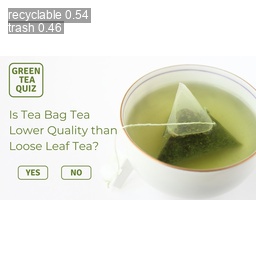 recyclable 0.54
trash 0.46
GREEN
TEA
QUIZ
Is Tea Bag Tea
Lower Quality than
Loose Leaf Tea?
YES
NO